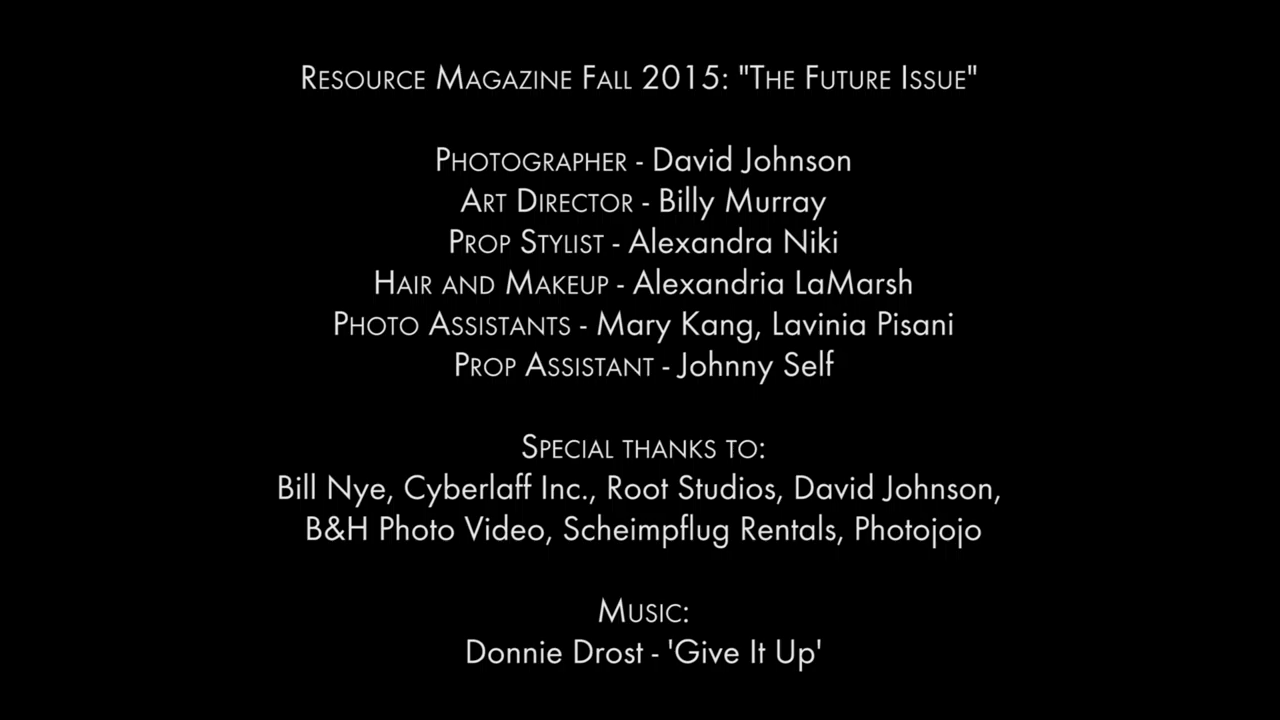 Resource Magazine Fall 2015: "The Future Issue"
Photographer - David Johnson
Art Director - Billy Murray
Prop Stylist - Alexandra Niki
Hair and Makeup - Alexandria LaMarsh
Photo Assistants - Mary Kang, Lavinia Pisani
Prop Assistant - Johnny Self
Special thanks to:
Bill Nye, Cyberlaff Inc., Root Studios, David Johnson,
B&H Photo Video, Scheimpflug Rentals, Photojojo
Music:
Donnie Drost - 'Give It Up'